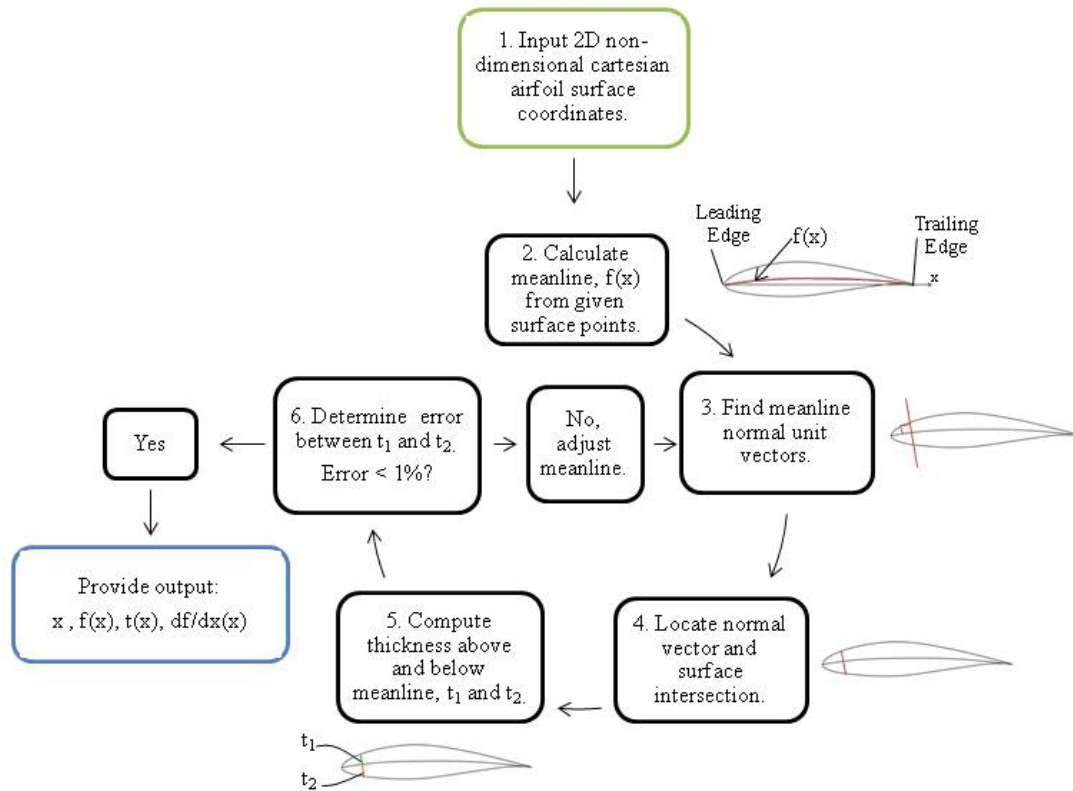 1. Input 2D non-
dimensional cartesian
airfoil surface
coordinates.
Leading
Edge
f(x)
Trailing
Edge
x
2. Calculate
meanline, f(x)
from given
surface points.
3. Find meanline
normal unit
vectors.
No,
adjust
meanline.
6. Determine error
between t₁ and t₂.
Error < 1%?
Yes
Provide output:
x , f(x), t(x), df/dx(x)
5. Compute
thickness above
and below
meanline, t₁ and t₂.
4. Locate normal
vector and
surface
intersection.
t₁
t₂